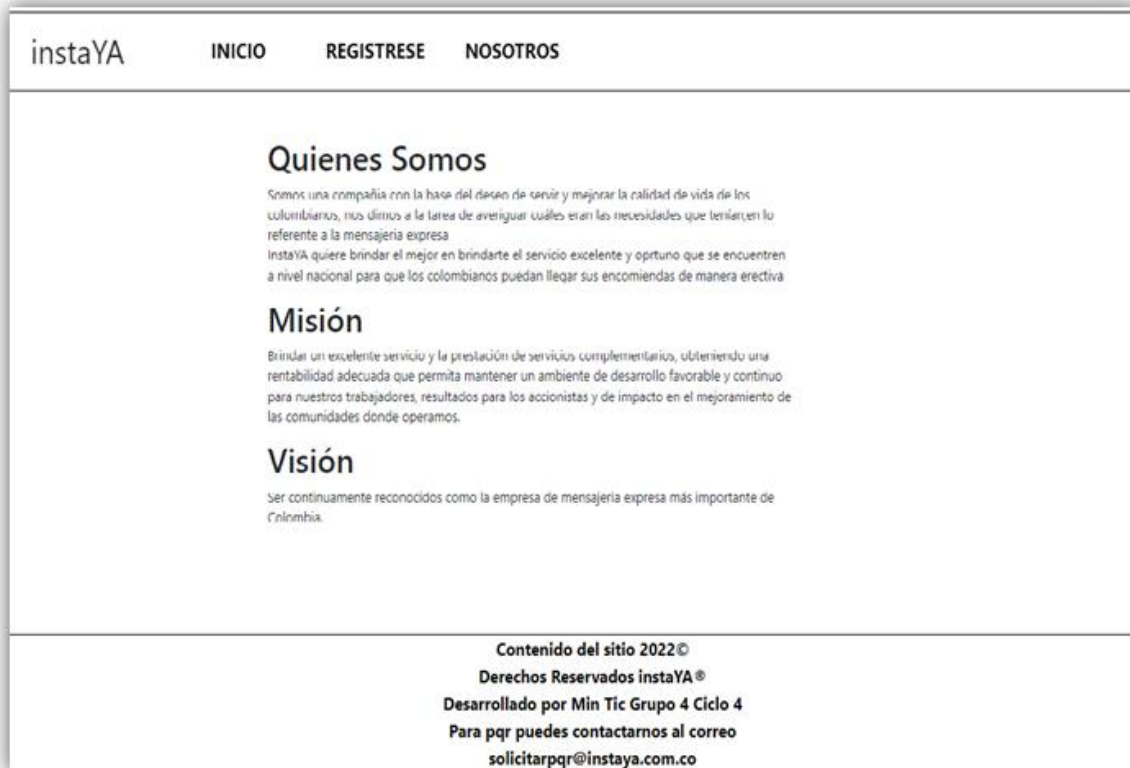 instaYA INICIO REGISTRESE NOSOTROS
Quienes Somos
Somos una compañia con la base del deseo de servir y mejorar la calidad de vida de los
colombianos, nos dimos a la tarea de averiguar cuáles eran las necesidades que tenían,en lo
referente a la mensajeria expresa
InstaYA quiere brindar el mejor en brindarte el servicio excelente y oprtuno que se encuentren
a nivel nacional para que los colombianos puedan llegar sus encomiendas de manera erectiva
Misión
Brindar un excelente servicio y la prestación de servicios complementarios, obteniendo una
rentabilidad adecuada que permita mantener un ambiente de desarrollo favorable y continuo
para nuestros trabajadores, resultados para los accionistas y de impacto en el mejoramiento de
las comunidades donde operamos.
Visión
Ser continuamente reconocidos como la empresa de mensajeria expresa más importante de
Colombia.
Contenido del sitio 2022©
Derechos Reservados instaYA®
Desarrollado por Min Tic Grupo 4 Ciclo 4
Para pqr puedes contactarnos al correo
solicitarpqr@instaya.com.co